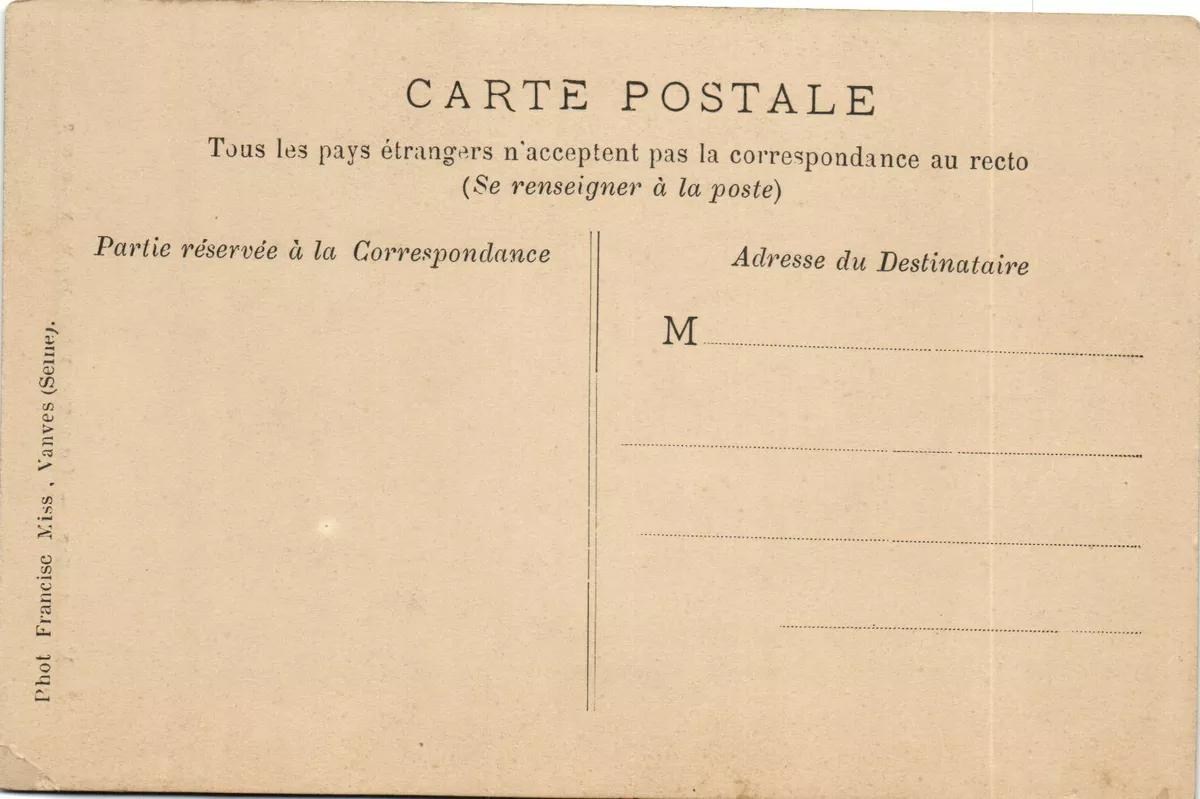 CARTE POSTALE
Tous les pays étrangers n'acceptent pas la correspondance au recto
(Se renseigner à la poste)
Partie réservée à la Correspondance
Adresse du Destinataire
M
Phot Francisc Miss, Vanves (Seine).